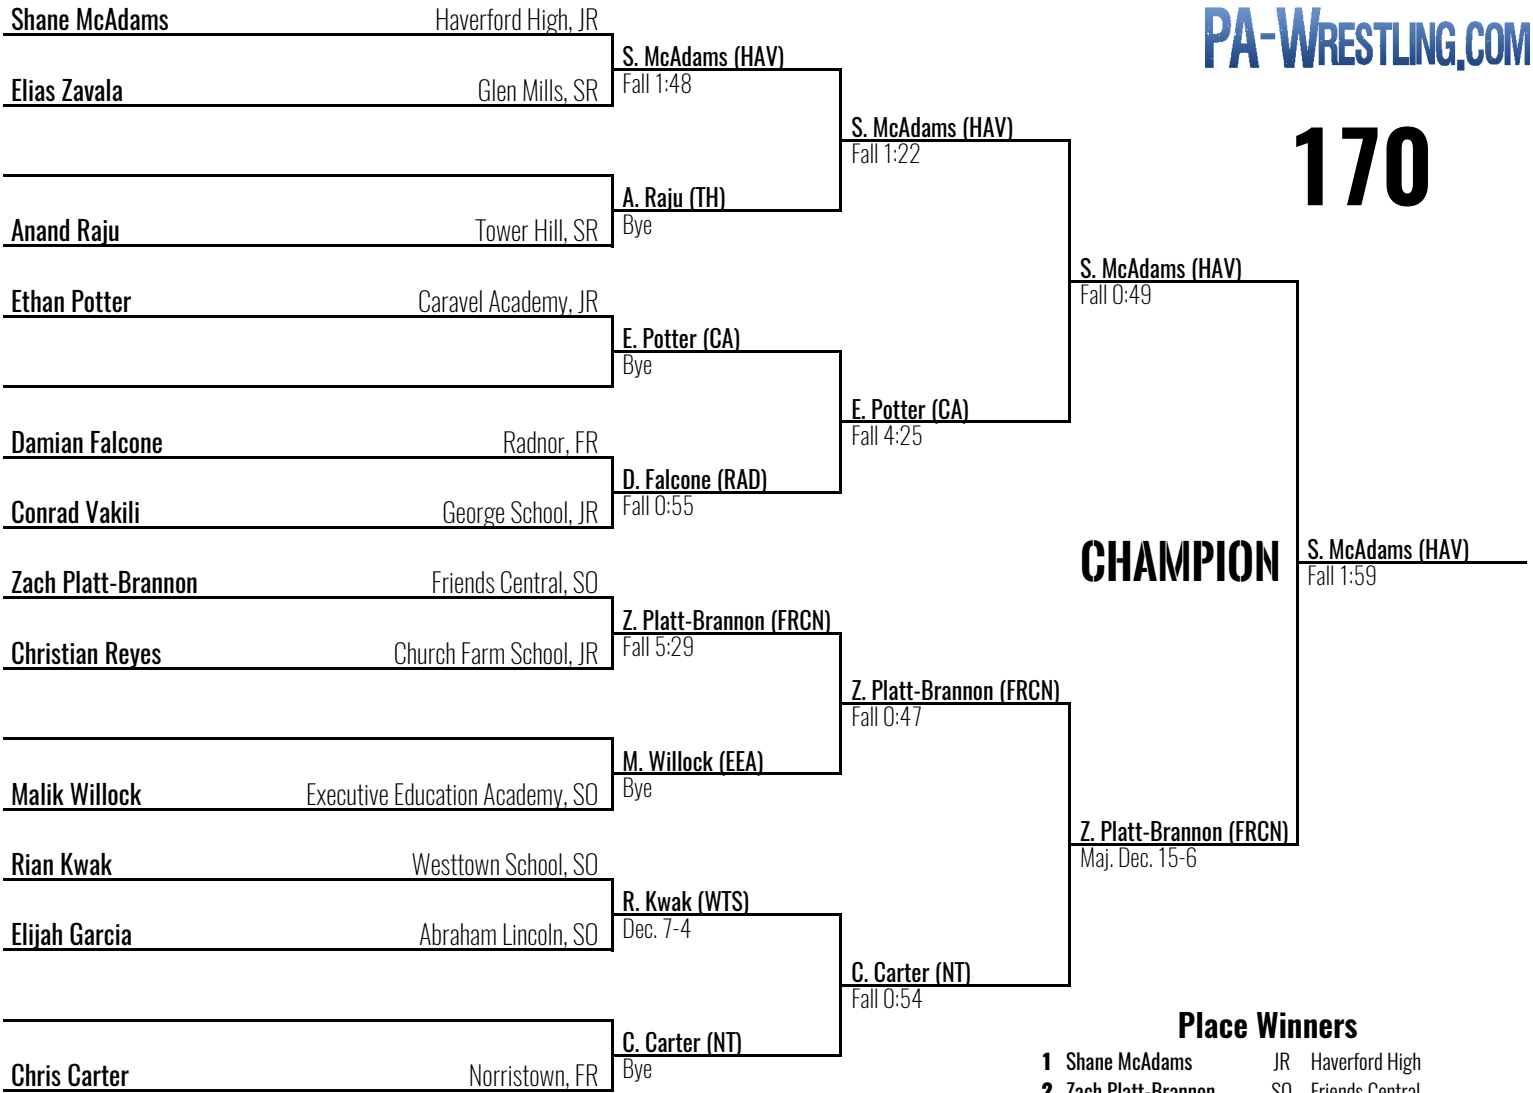 PA-Wrestling.com
170
Shane McAdams Haverford High, JR
Elias Zavala Glen Mills, SR
Anand Raju Tower Hill, SR
Ethan Potter Caravel Academy, JR
Damian Falcone Radnor, FR
Conrad Vakili George School, JR
Zach Platt-Brannon Friends Central, SO
Christian Reyes Church Farm School, JR
Malik Willock Executive Education Academy, SO
Rian Kwak Westtown School, SO
Elijah Garcia Abraham Lincoln, SO
Chris Carter Norristown, FR
S. McAdams (HAV)
Fall 1:48
A. Raju (TH)
Bye
E. Potter (CA)
Bye
D. Falcone (RAD)
Fall 0:55
Z. Platt-Brannon (FRCN)
Fall 5:29
M. Willock (EEA)
Bye
R. Kwak (WTS)
Dec. 7-4
C. Carter (NT)
Bye
S. McAdams (HAV)
Fall 1:22
E. Potter (CA)
Fall 4:25
Z. Platt-Brannon (FRCN)
Fall 0:47
C. Carter (NT)
Fall 0:54
S. McAdams (HAV)
Fall 0:49
Z. Platt-Brannon (FRCN)
Maj. Dec. 15-6
CHAMPION
S. McAdams (HAV)
Fall 1:59
Place Winners
1 Shane McAdams JR Haverford High
2 Zach Platt-Brannon SO Friends Central